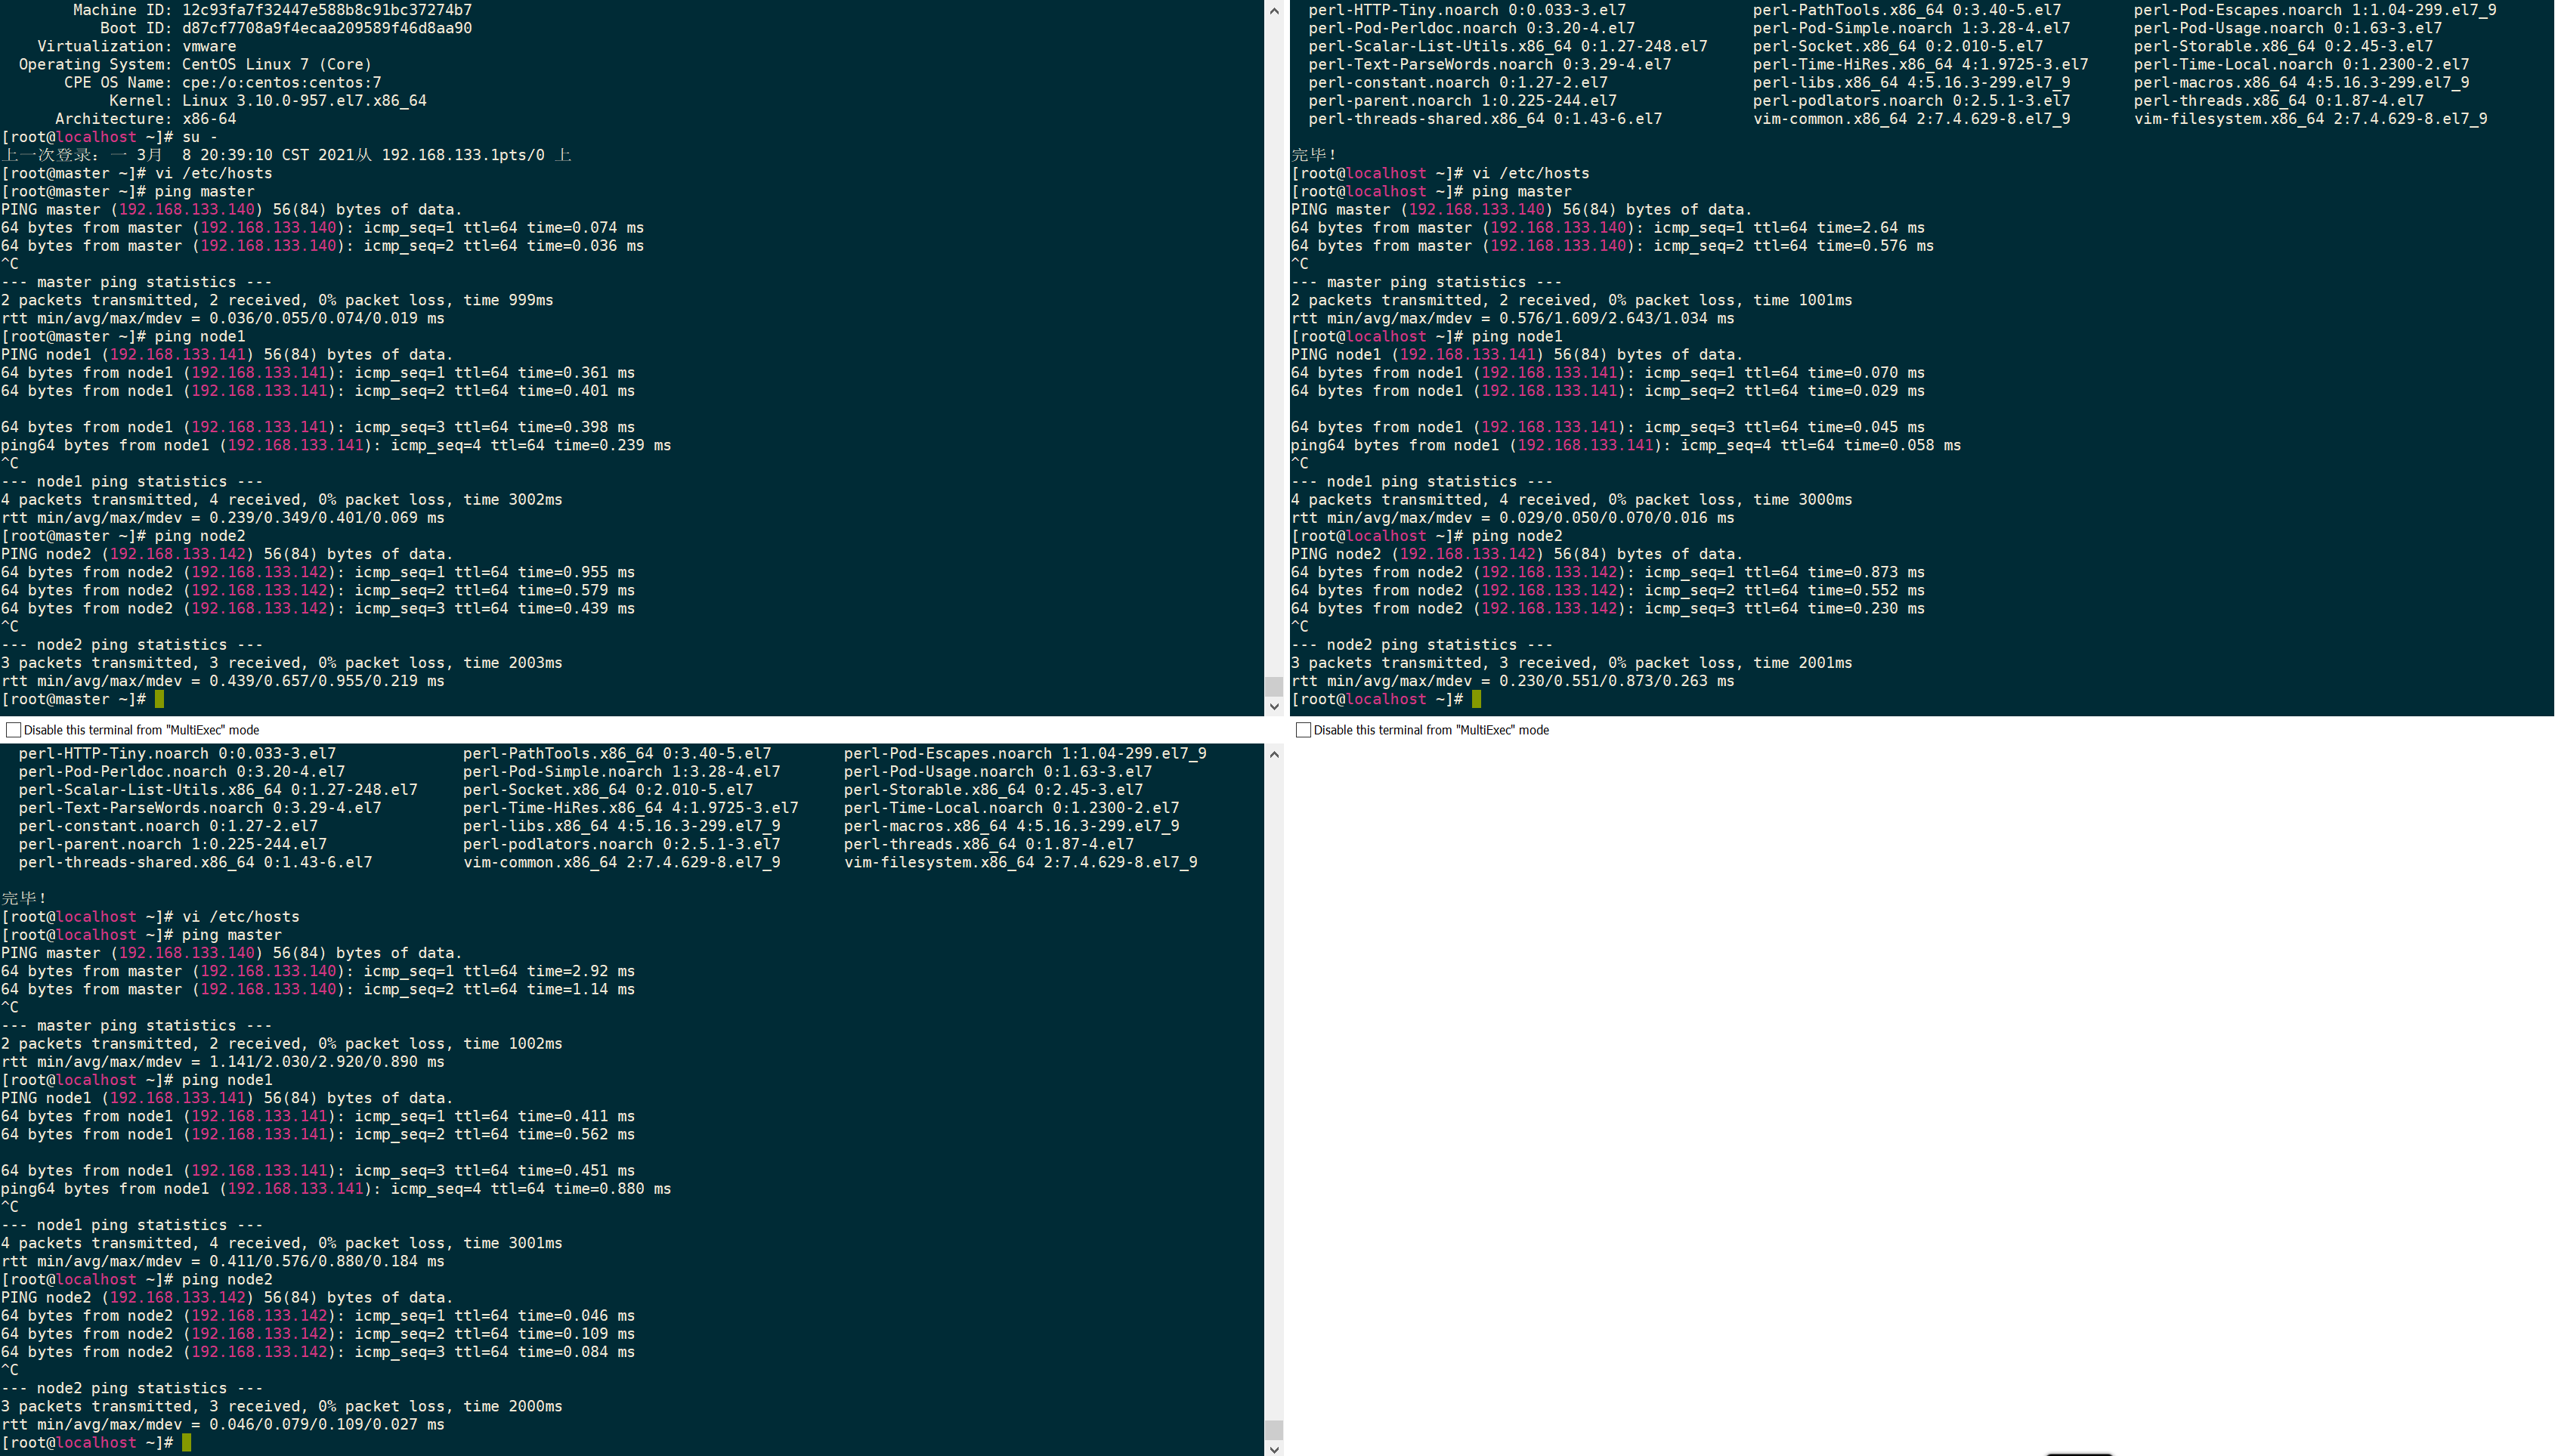 Machine ID: 12c93fa7f32447e588b8c91bc37274b7
Boot ID: d87cf7708a9f4ecaa209589f46d8aa90
Virtualization: vmware
Operating System: CentOS Linux 7 (Core)
CPE OS Name: cpe:/o:centos:centos:7
Kernel: Linux 3.10.0-957.el7.x86_64
Architecture: x86-64
[root@localhost ~]# su -
上一次登录：一 3月  8 20:39:10 CST 2021从 192.168.133.1pts/0 上
[root@master ~]# vi /etc/hosts
[root@master ~]# ping master
PING master (192.168.133.140) 56(84) bytes of data.
64 bytes from master (192.168.133.140): icmp_seq=1 ttl=64 time=0.074 ms
64 bytes from master (192.168.133.140): icmp_seq=2 ttl=64 time=0.036 ms
^C
--- master ping statistics ---
2 packets transmitted, 2 received, 0% packet loss, time 999ms
rtt min/avg/max/mdev = 0.036/0.055/0.074/0.019 ms
[root@master ~]# ping node1
PING node1 (192.168.133.141) 56(84) bytes of data.
64 bytes from node1 (192.168.133.141): icmp_seq=1 ttl=64 time=0.361 ms
64 bytes from node1 (192.168.133.141): icmp_seq=2 ttl=64 time=0.401 ms
64 bytes from node1 (192.168.133.141): icmp_seq=3 ttl=64 time=0.398 ms
ping64 bytes from node1 (192.168.133.141): icmp_seq=4 ttl=64 time=0.239 ms
^C
--- node1 ping statistics ---
4 packets transmitted, 4 received, 0% packet loss, time 3002ms
rtt min/avg/max/mdev = 0.239/0.349/0.401/0.069 ms
[root@master ~]# ping node2
PING node2 (192.168.133.142) 56(84) bytes of data.
64 bytes from node2 (192.168.133.142): icmp_seq=1 ttl=64 time=0.955 ms
64 bytes from node2 (192.168.133.142): icmp_seq=2 ttl=64 time=0.579 ms
64 bytes from node2 (192.168.133.142): icmp_seq=3 ttl=64 time=0.439 ms
^C
--- node2 ping statistics ---
3 packets transmitted, 3 received, 0% packet loss, time 2003ms
rtt min/avg/max/mdev = 0.439/0.657/0.955/0.219 ms
[root@master ~]#
Disable this terminal from "MultiExec" mode
perl-HTTP-Tiny.noarch 0:0.033-3.el7 perl-PathTools.x86_64 0:3.40-5.el7 perl-Pod-Escapes.noarch 1:1.04-299.el7_9
perl-Pod-Perldoc.noarch 0:3.20-4.el7 perl-Pod-Simple.noarch 1:3.28-4.el7 perl-Pod-Usage.noarch 0:1.63-3.el7
perl-Scalar-List-Utils.x86_64 0:1.27-248.el7 perl-Socket.x86_64 0:2.010-5.el7 perl-Storable.x86_64 0:2.45-3.el7
perl-Text-ParseWords.noarch 0:3.29-4.el7 perl-Time-HiRes.x86_64 4:1.9725-3.el7 perl-Time-Local.noarch 0:1.2300-2.el7
perl-constant.noarch 0:1.27-2.el7 perl-libs.x86_64 4:5.16.3-299.el7_9 perl-macros.x86_64 4:5.16.3-299.el7_9
perl-parent.noarch 1:0.225-244.el7 perl-podlators.noarch 0:2.5.1-3.el7 perl-threads.x86_64 0:1.87-4.el7
perl-threads-shared.x86_64 0:1.43-6.el7 vim-common.x86_64 2:7.4.629-8.el7_9 vim-filesystem.x86_64 2:7.4.629-8.el7_9
完毕！
[root@localhost ~]# vi /etc/hosts
[root@localhost ~]# ping master
PING master (192.168.133.140) 56(84) bytes of data.
64 bytes from master (192.168.133.140): icmp_seq=1 ttl=64 time=2.64 ms
64 bytes from master (192.168.133.140): icmp_seq=2 ttl=64 time=0.576 ms
^C
--- master ping statistics ---
2 packets transmitted, 2 received, 0% packet loss, time 1001ms
rtt min/avg/max/mdev = 0.576/1.609/2.643/1.034 ms
[root@localhost ~]# ping node1
PING node1 (192.168.133.141) 56(84) bytes of data.
64 bytes from node1 (192.168.133.141): icmp_seq=1 ttl=64 time=0.070 ms
64 bytes from node1 (192.168.133.141): icmp_seq=2 ttl=64 time=0.029 ms
64 bytes from node1 (192.168.133.141): icmp_seq=3 ttl=64 time=0.045 ms
ping64 bytes from node1 (192.168.133.141): icmp_seq=4 ttl=64 time=0.058 ms
^C
--- node1 ping statistics ---
4 packets transmitted, 4 received, 0% packet loss, time 3000ms
rtt min/avg/max/mdev = 0.029/0.050/0.070/0.016 ms
[root@localhost ~]# ping node2
PING node2 (192.168.133.142) 56(84) bytes of data.
64 bytes from node2 (192.168.133.142): icmp_seq=1 ttl=64 time=0.873 ms
64 bytes from node2 (192.168.133.142): icmp_seq=2 ttl=64 time=0.552 ms
64 bytes from node2 (192.168.133.142): icmp_seq=3 ttl=64 time=0.230 ms
^C
--- node2 ping statistics ---
3 packets transmitted, 3 received, 0% packet loss, time 2001ms
rtt min/avg/max/mdev = 0.230/0.551/0.873/0.263 ms
[root@localhost ~]#
Disable this terminal from "MultiExec" mode
perl-HTTP-Tiny.noarch 0:0.033-3.el7 perl-PathTools.x86_64 0:3.40-5.el7 perl-Pod-Escapes.noarch 1:1.04-299.el7_9
perl-Pod-Perldoc.noarch 0:3.20-4.el7 perl-Pod-Simple.noarch 1:3.28-4.el7 perl-Pod-Usage.noarch 0:1.63-3.el7
perl-Scalar-List-Utils.x86_64 0:1.27-248.el7 perl-Socket.x86_64 0:2.010-5.el7 perl-Storable.x86_64 0:2.45-3.el7
perl-Text-ParseWords.noarch 0:3.29-4.el7 perl-Time-HiRes.x86_64 4:1.9725-3.el7 perl-Time-Local.noarch 0:1.2300-2.el7
perl-constant.noarch 0:1.27-2.el7 perl-libs.x86_64 4:5.16.3-299.el7_9 perl-macros.x86_64 4:5.16.3-299.el7_9
perl-parent.noarch 1:0.225-244.el7 perl-podlators.noarch 0:2.5.1-3.el7 perl-threads.x86_64 0:1.87-4.el7
perl-threads-shared.x86_64 0:1.43-6.el7 vim-common.x86_64 2:7.4.629-8.el7_9 vim-filesystem.x86_64 2:7.4.629-8.el7_9
完毕！
[root@localhost ~]# vi /etc/hosts
[root@localhost ~]# ping master
PING master (192.168.133.140) 56(84) bytes of data.
64 bytes from master (192.168.133.140): icmp_seq=1 ttl=64 time=2.92 ms
64 bytes from master (192.168.133.140): icmp_seq=2 ttl=64 time=1.14 ms
^C
--- master ping statistics ---
2 packets transmitted, 2 received, 0% packet loss, time 1002ms
rtt min/avg/max/mdev = 1.141/2.030/2.920/0.890 ms
[root@localhost ~]# ping node1
PING node1 (192.168.133.141) 56(84) bytes of data.
64 bytes from node1 (192.168.133.141): icmp_seq=1 ttl=64 time=0.411 ms
64 bytes from node1 (192.168.133.141): icmp_seq=2 ttl=64 time=0.562 ms
64 bytes from node1 (192.168.133.141): icmp_seq=3 ttl=64 time=0.451 ms
ping64 bytes from node1 (192.168.133.141): icmp_seq=4 ttl=64 time=0.880 ms
^C
--- node1 ping statistics ---
4 packets transmitted, 4 received, 0% packet loss, time 3001ms
rtt min/avg/max/mdev = 0.411/0.576/0.880/0.184 ms
[root@localhost ~]# ping node2
PING node2 (192.168.133.142) 56(84) bytes of data.
64 bytes from node2 (192.168.133.142): icmp_seq=1 ttl=64 time=0.046 ms
64 bytes from node2 (192.168.133.142): icmp_seq=2 ttl=64 time=0.109 ms
64 bytes from node2 (192.168.133.142): icmp_seq=3 ttl=64 time=0.084 ms
^C
--- node2 ping statistics ---
3 packets transmitted, 3 received, 0% packet loss, time 2000ms
rtt min/avg/max/mdev = 0.046/0.079/0.109/0.027 ms
[root@localhost ~]#